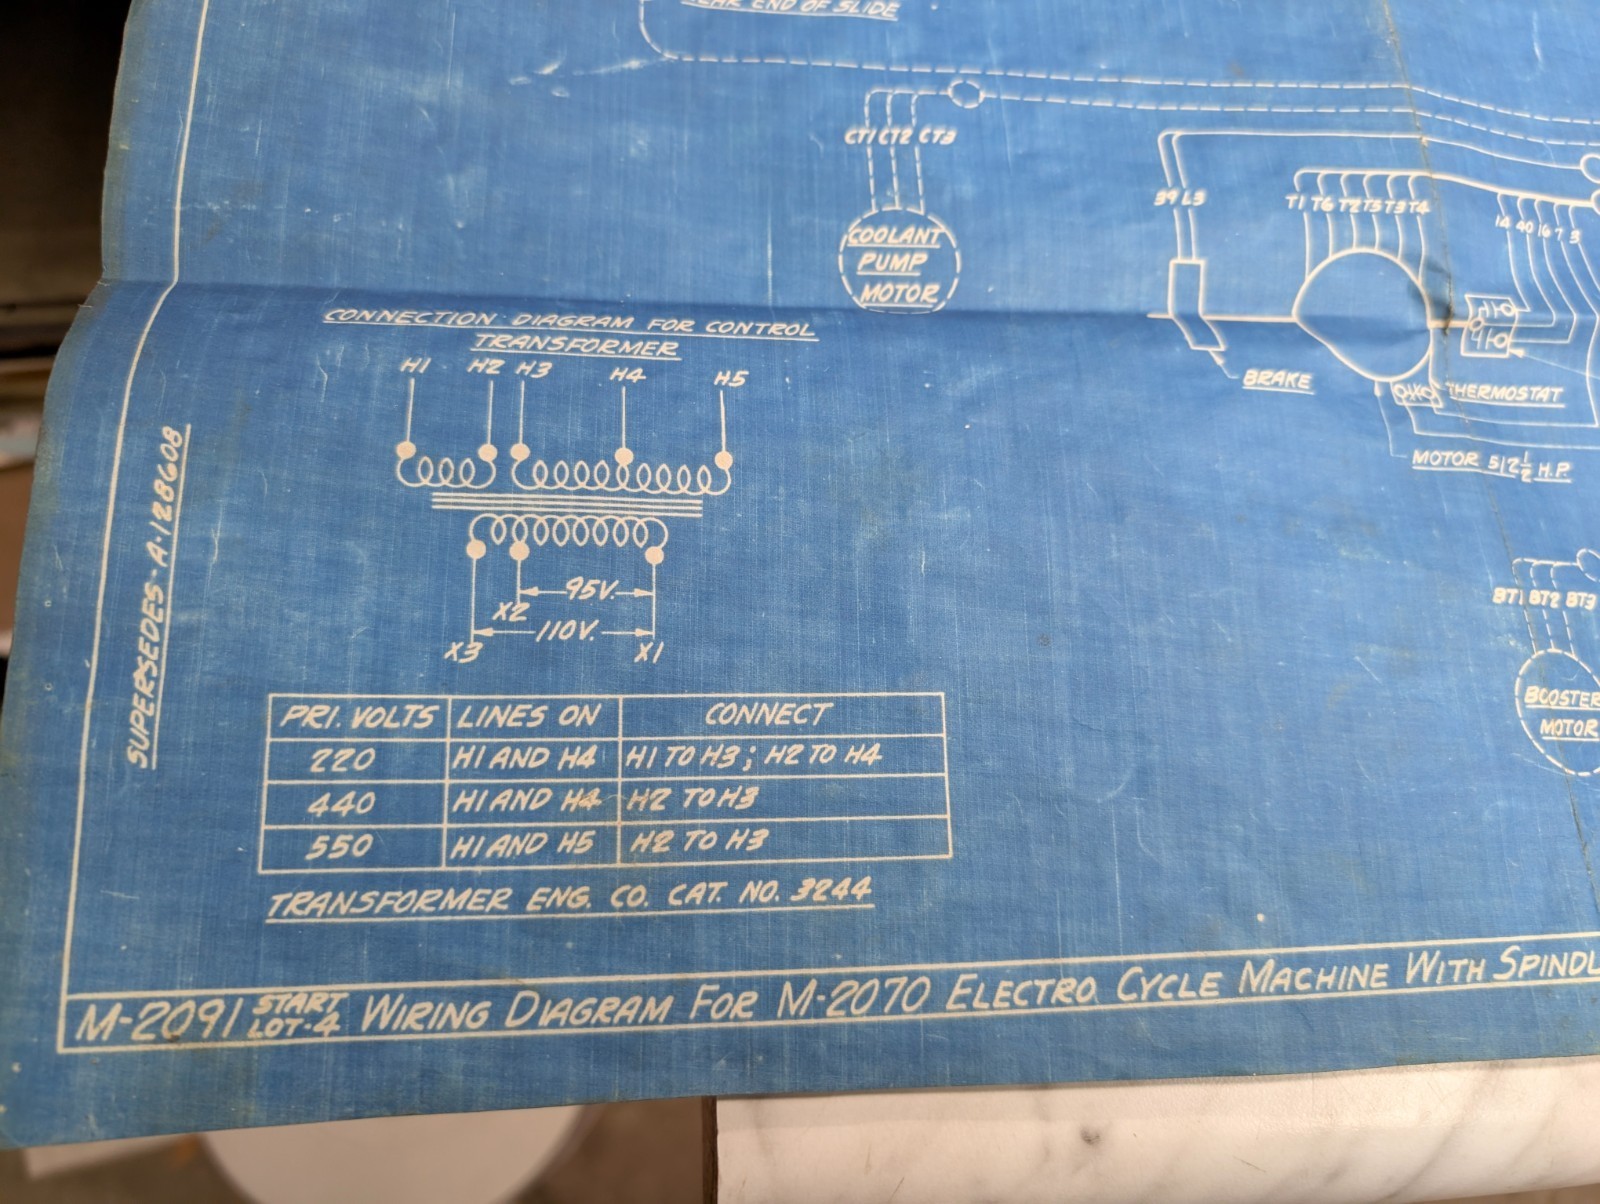 REAR END OF SLIDE
CT1 CT2 CT3
COOLANT
PUMP
MOTOR
39 L3
BRAKE
T1 T6 T2 T5 T3 T4
14 40 16 7 3
THERMOSTAT
MOTOR 5/2½ H.P.
BT1 BT2 BT3
BOOSTER
MOTOR
CONNECTION DIAGRAM FOR CONTROL
TRANSFORMER
H1 H2 H3 H4 H5
95V.
X2
110V.
X3 X1
PRI. VOLTS LINES ON CONNECT
220 H1 AND H4 H1 TO H3; H2 TO H4
440 H1 AND H4 H2 TO H3
550 H1 AND H5 H2 TO H3
TRANSFORMER ENG. CO. CAT. NO. 3244
SUPERSEDES-A-128608
M-2091 START LOT-4 WIRING DIAGRAM FOR M-2070 ELECTRO CYCLE MACHINE WITH SPINDL